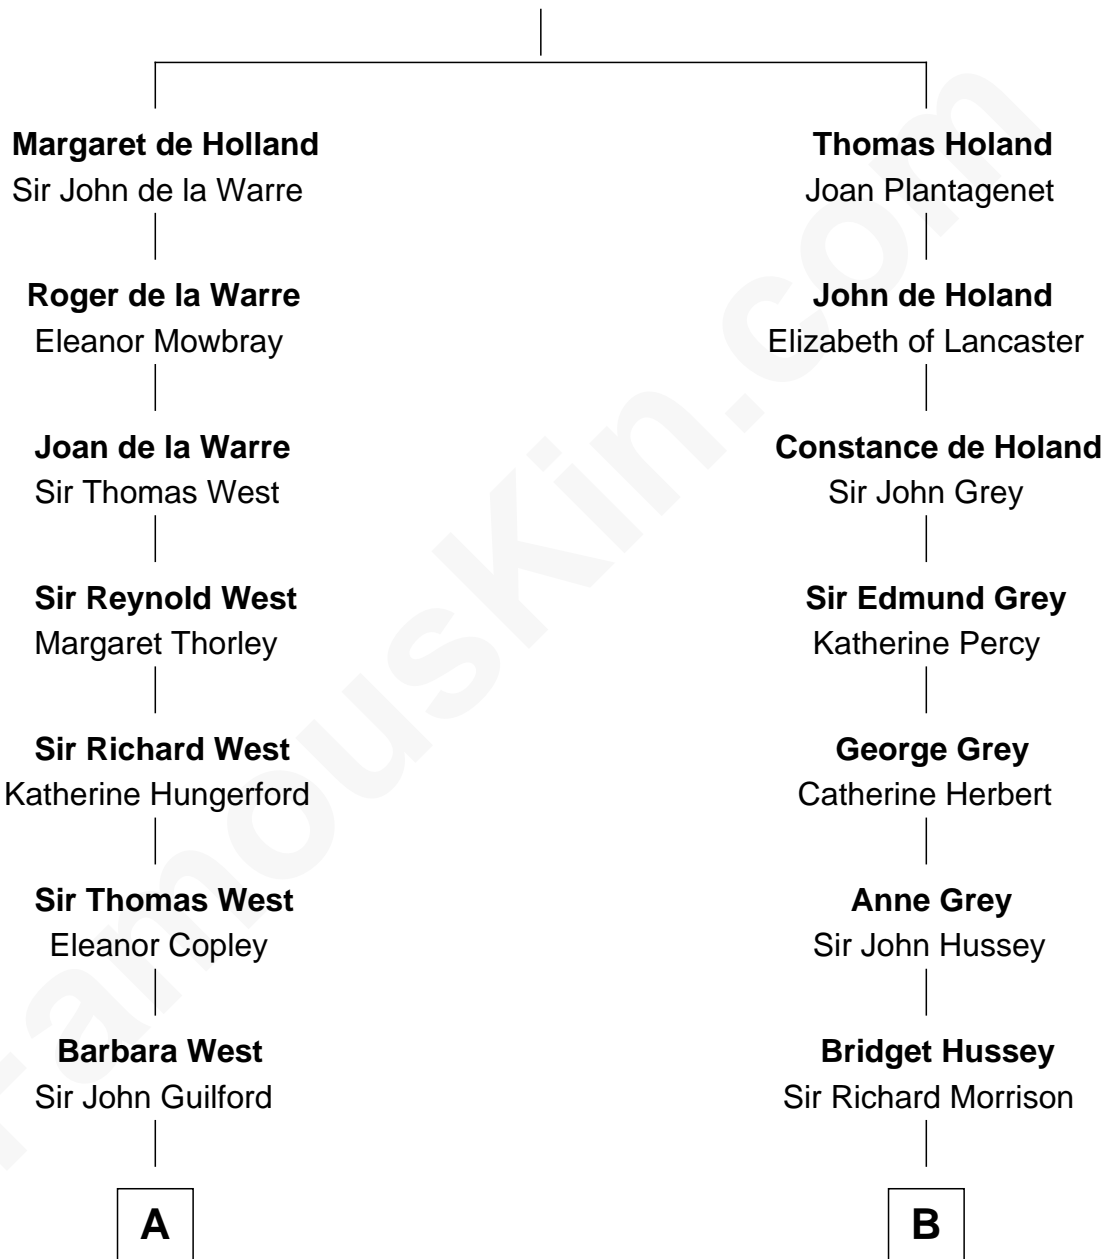 Margaret de Holland
Sir John de la Warre
Roger de la Warre
Eleanor Mowbray
Joan de la Warre
Sir Thomas West
Sir Reynold West
Margaret Thorley
Sir Richard West
Katherine Hungerford
Sir Thomas West
Eleanor Copley
Barbara West
Sir John Guilford
A
Thomas Holand
Joan Plantagenet
John de Holand
Elizabeth of Lancaster
Constance de Holand
Sir John Grey
Sir Edmund Grey
Katherine Percy
George Grey
Catherine Herbert
Anne Grey
Sir John Hussey
Bridget Hussey
Sir Richard Morrison
B
FamousKin.com